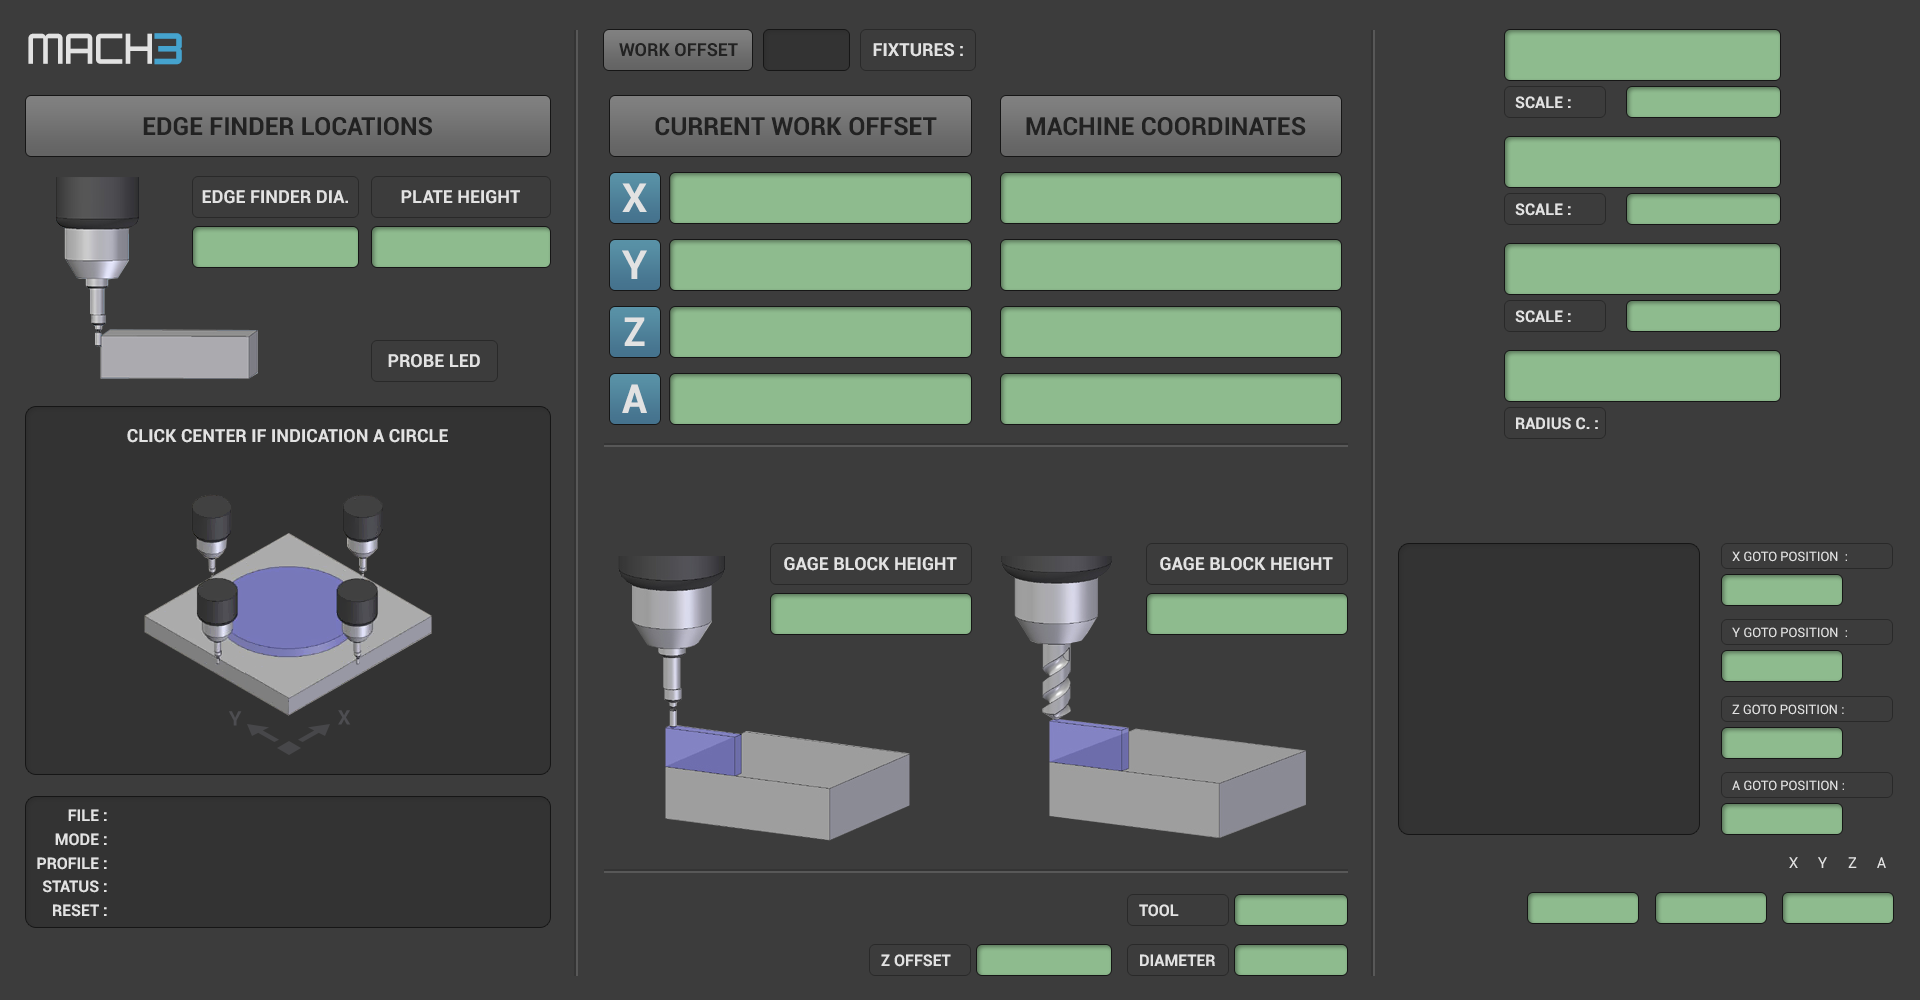 MACH3
EDGE FINDER LOCATIONS
EDGE FINDER DIA.
PLATE HEIGHT
PROBE LED
CLICK CENTER IF INDICATION A CIRCLE
Y
X
FILE :
MODE :
PROFILE :
STATUS :
RESET :
WORK OFFSET
FIXTURES :
CURRENT WORK OFFSET
MACHINE COORDINATES
X
Y
Z
A
GAGE BLOCK HEIGHT
GAGE BLOCK HEIGHT
TOOL
Z OFFSET
DIAMETER
SCALE :
SCALE :
SCALE :
RADIUS C. :
X GOTO POSITION :
Y GOTO POSITION :
Z GOTO POSITION :
A GOTO POSITION :
X Y Z A